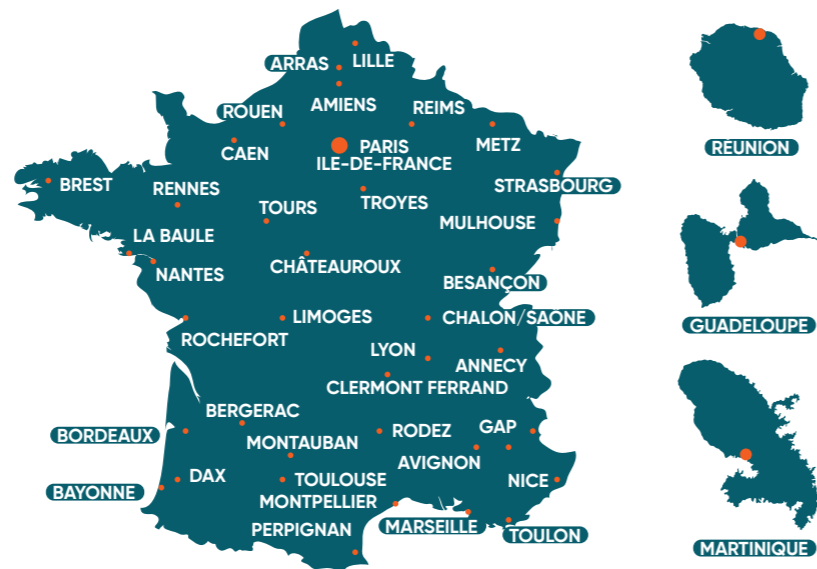 LILLE
ARRAS
AMIENS
ROUEN
REIMS
CAEN
PARIS
ILE-DE-FRANCE
METZ
STRASBOURG
BREST
RENNES
TROYES
TOURS
MULHOUSE
LA BAULE
NANTES
CHÂTEAUROUX
BESANÇON
ROCHEFORT
LIMOGES
CHALON/SAÔNE
LYON
ANNECY
CLERMONT FERRAND
BERGERAC
BORDEAUX
MONTAUBAN
RODEZ
GAP
AVIGNON
DAX
TOULOUSE
NICE
BAYONNE
MONTPELLIER
MARSEILLE
PERPIGNAN
TOULON
RÉUNION
GUADELOUPE
MARTINIQUE